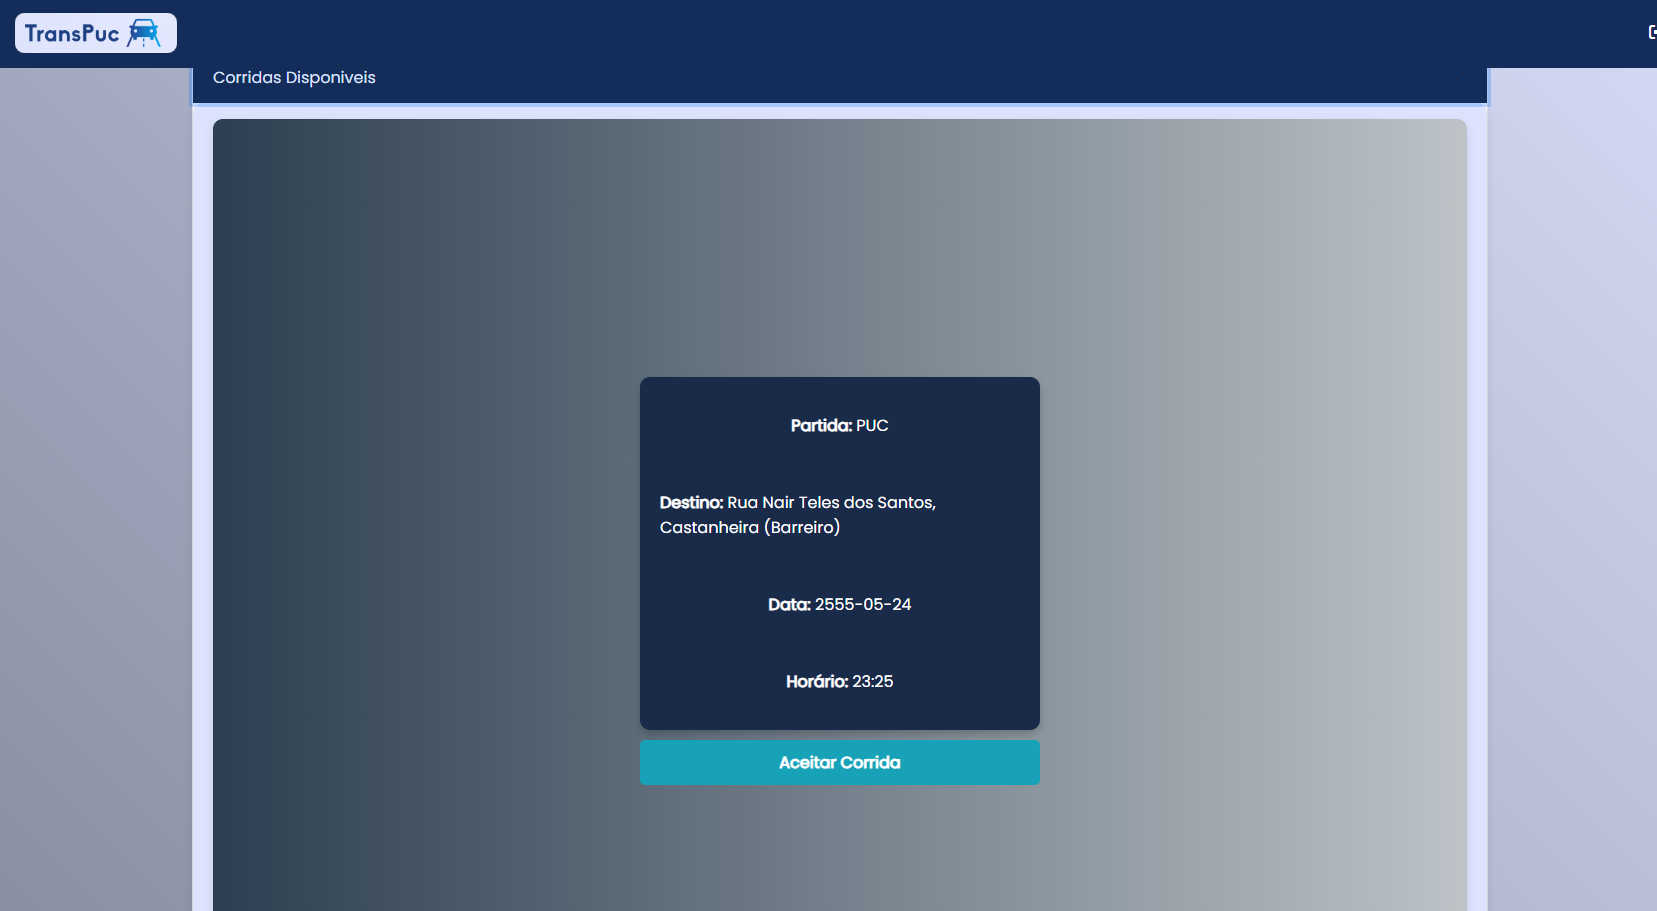 TransPuc
Corridas Disponiveis
Partida: PUC
Destino: Rua Nair Teles dos Santos,
Castanheira (Barreiro)
Data: 2555-05-24
Horário: 23:25
Aceitar Corrida